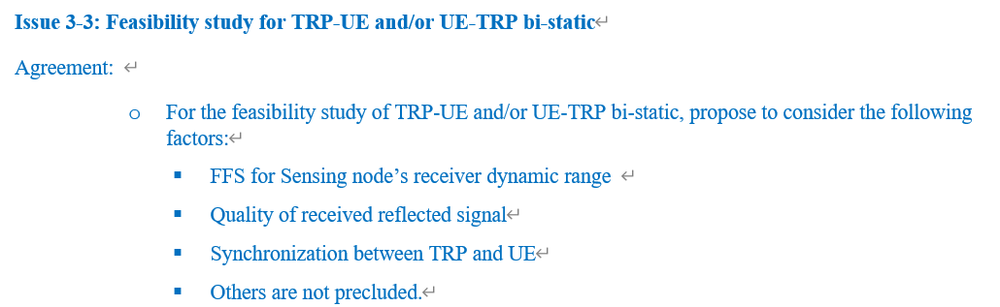 Issue 3-3: Feasibility study for TRP-UE and/or UE-TRP bi-static↵
Agreement: ↵
o For the feasibility study of TRP-UE and/or UE-TRP bi-static, propose to consider the following
factors:↵
▪ FFS for Sensing node’s receiver dynamic range ↵
▪ Quality of received reflected signal↵
▪ Synchronization between TRP and UE↵
▪ Others are not precluded.↵